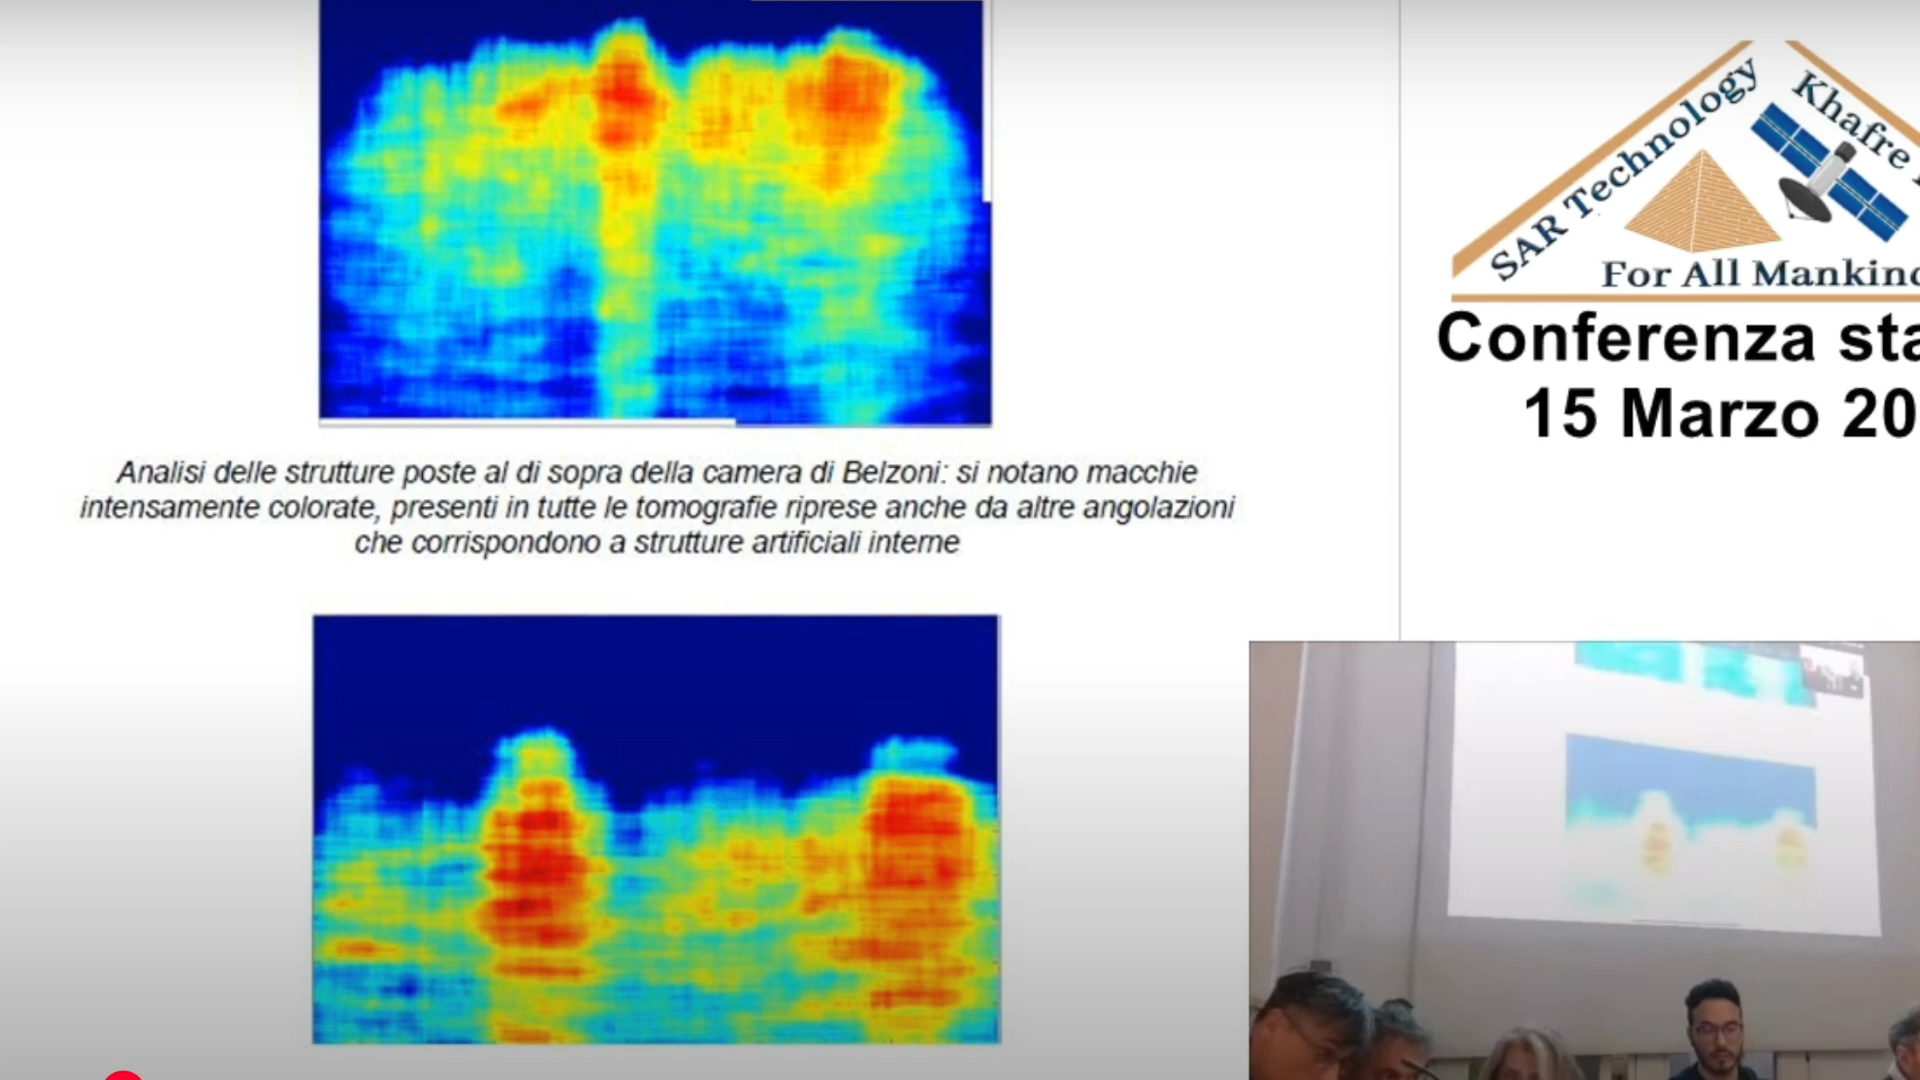 SAR Technology
Khafre
For All Mankind
Conferenza sta
15 Marzo 20
Analisi delle strutture poste al di sopra della camera di Belzoni: si notano macchie
intensamente colorate, presenti in tutte le tomografie riprese anche da altre angolazioni
che corrispondono a strutture artificiali interne